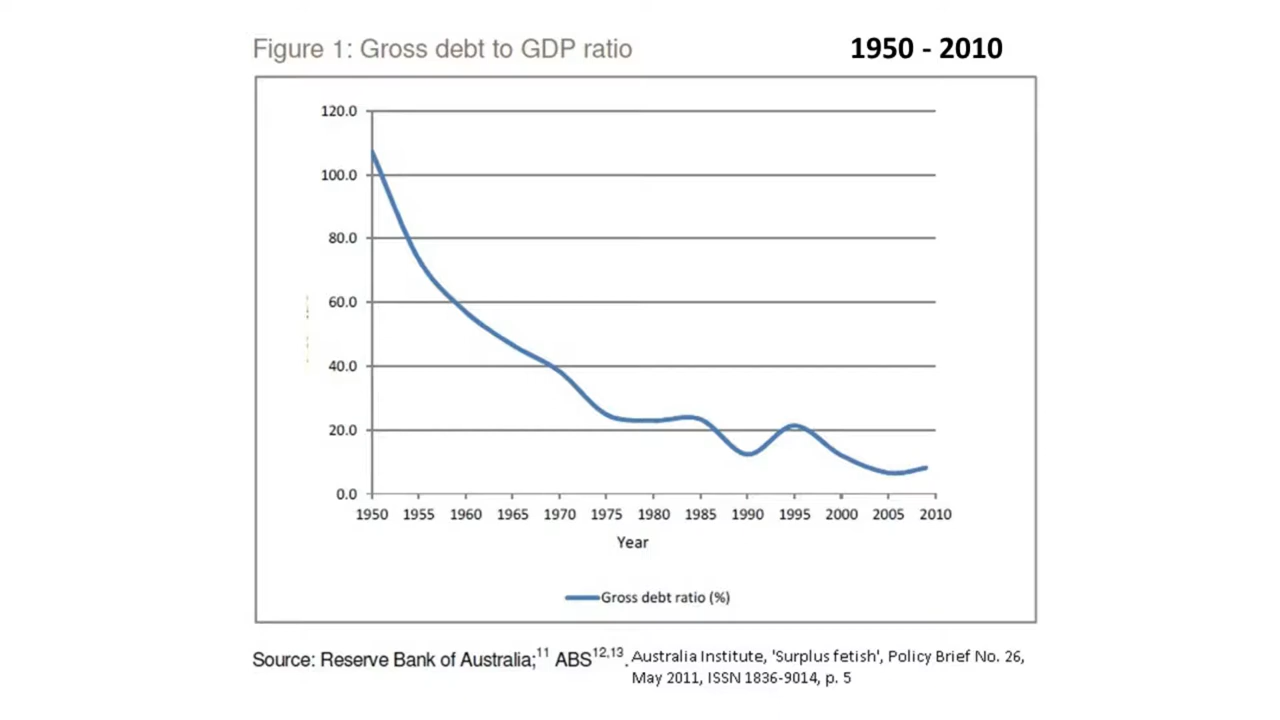 Figure 1: Gross debt to GDP ratio
1950 - 2010
120.0
100.0
80.0
60.0
40.0
20.0
0.0
1950 1955 1960 1965 1970 1975 1980 1985 1990 1995 2000 2005 2010
Year
Gross debt ratio (%)
Source: Reserve Bank of Australia;11 ABS12,13. Australia Institute, 'Surplus fetish', Policy Brief No. 26,
May 2011, ISSN 1836-9014, p. 5